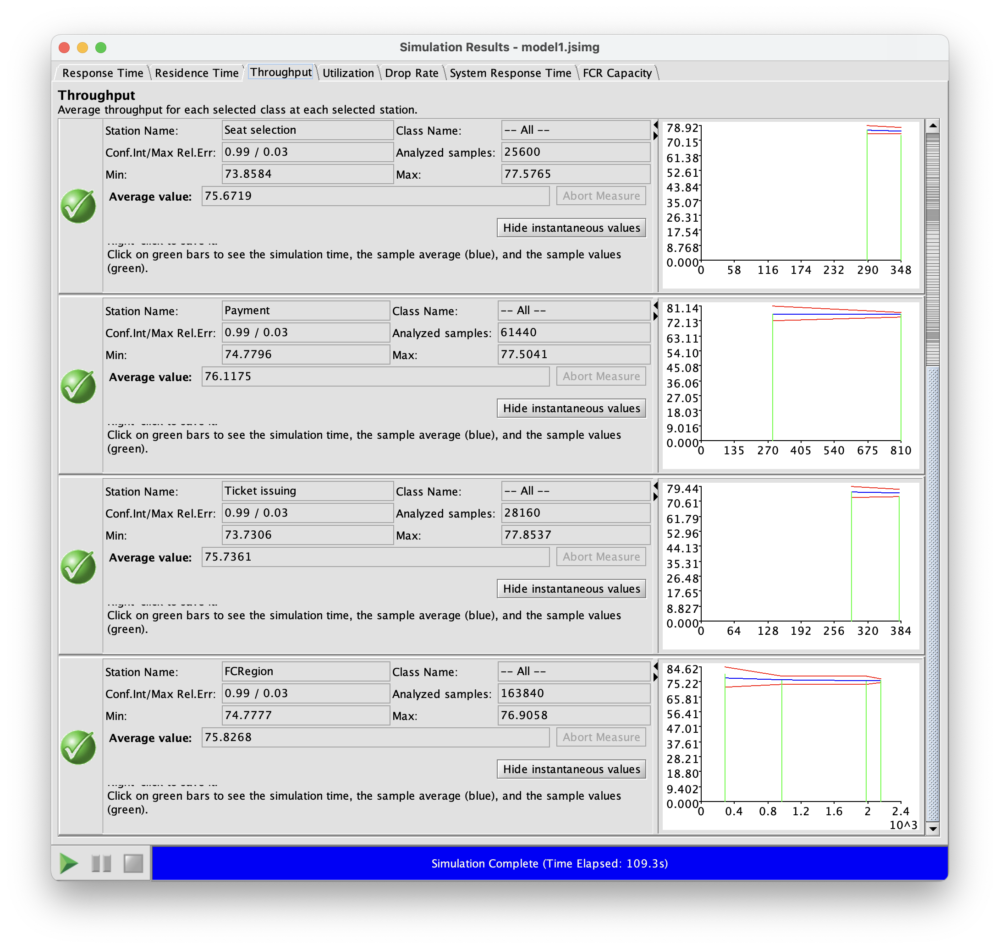 Simulation Results - model1.jsimg
Response Time Residence Time Throughput Utilization Drop Rate System Response Time FCR Capacity
Throughput
Average throughput for each selected class at each selected station.
Station Name: Seat selection Class Name: -- All --
Conf.Int/Max Rel.Err: 0.99 / 0.03 Analyzed samples: 25600
Min: 73.8584 Max: 77.5765
Average value: 75.6719 Abort Measure
Hide instantaneous values
Click on green bars to see the simulation time, the sample average (blue), and the sample values
(green).
78.92
70.15
61.38
52.61
43.84
35.07
26.31
17.54
8.768
0.000
0 58 116 174 232 290 348
Station Name: Payment Class Name: -- All --
Conf.Int/Max Rel.Err: 0.99 / 0.03 Analyzed samples: 61440
Min: 74.7796 Max: 77.5041
Average value: 76.1175 Abort Measure
Hide instantaneous values
Click on green bars to see the simulation time, the sample average (blue), and the sample values
(green).
81.14
72.13
63.11
54.10
45.08
36.06
27.05
18.03
9.016
0.000
0 135 270 405 540 675 810
Station Name: Ticket issuing Class Name: -- All --
Conf.Int/Max Rel.Err: 0.99 / 0.03 Analyzed samples: 28160
Min: 73.7306 Max: 77.8537
Average value: 75.7361 Abort Measure
Hide instantaneous values
Click on green bars to see the simulation time, the sample average (blue), and the sample values
(green).
79.44
70.61
61.79
52.96
44.13
35.31
26.48
17.65
8.827
0.000
0 64 128 192 256 320 384
Station Name: FCRegion Class Name: -- All --
Conf.Int/Max Rel.Err: 0.99 / 0.03 Analyzed samples: 163840
Min: 74.7777 Max: 76.9058
Average value: 75.8268 Abort Measure
Hide instantaneous values
Click on green bars to see the simulation time, the sample average (blue), and the sample values
(green).
84.62
75.22
65.81
56.41
47.01
37.61
28.21
18.80
9.402
0.000
0 0.4 0.8 1.2 1.6 2 2.4
10^3
Simulation Complete (Time Elapsed: 109.3s)